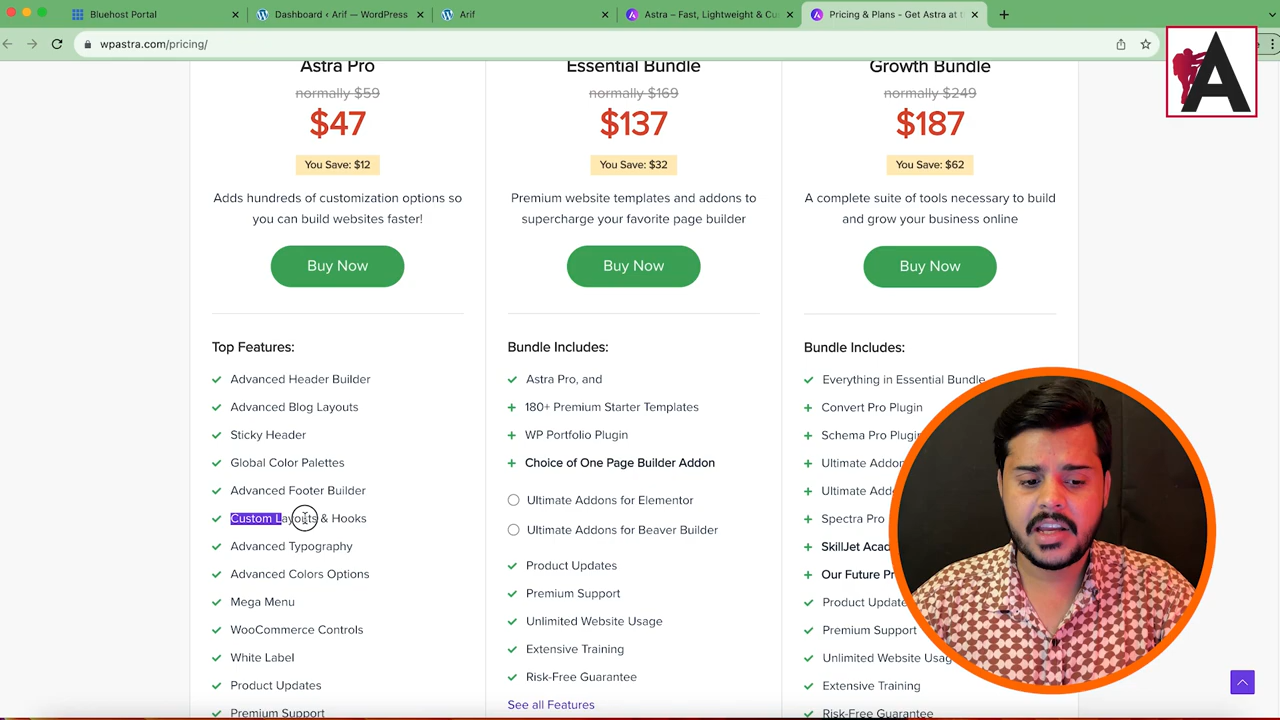 Bluehost Portal
Dashboard ‹ Arif — WordPress
Arif
Astra – Fast, Lightweight & Cu
Pricing & Plans - Get Astra at t
wpastra.com/pricing/
A
Astra Pro
normally $59
$47
You Save: $12
Adds hundreds of customization options so
you can build websites faster!
Buy Now
Top Features:
Advanced Header Builder
Advanced Blog Layouts
Sticky Header
Global Color Palettes
Advanced Footer Builder
Custom Layouts & Hooks
Advanced Typography
Advanced Colors Options
Mega Menu
WooCommerce Controls
White Label
Product Updates
Premium Support
Essential Bundle
normally $169
$137
You Save: $32
Premium website templates and addons to
supercharge your favorite page builder
Buy Now
Bundle Includes:
Astra Pro, and
180+ Premium Starter Templates
WP Portfolio Plugin
Choice of One Page Builder Addon
Ultimate Addons for Elementor
Ultimate Addons for Beaver Builder
Product Updates
Premium Support
Unlimited Website Usage
Extensive Training
Risk-Free Guarantee
See all Features
Growth Bundle
normally $249
$187
You Save: $62
A complete suite of tools necessary to build
and grow your business online
Buy Now
Bundle Includes:
Everything in Essential Bundle
Convert Pro Plugin
Schema Pro Plugin
Ultimate Addon
Ultimate Add
Spectra Pro
SkillJet Acad
Our Future Pr
Product Update
Premium Support
Unlimited Website Usag
Extensive Training
Risk-Free Guarantee